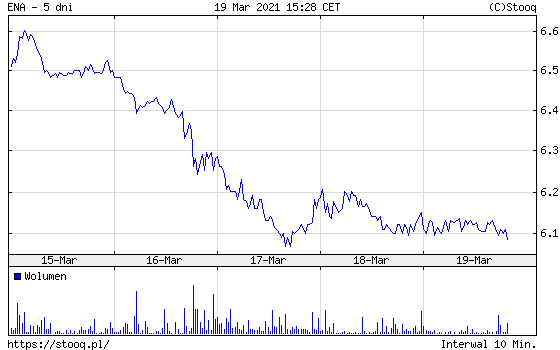 ENA - 5 dni 19 Mar 2021 15:28 CET (C)Stooq
6.6
6.5
6.4
6.3
6.2
6.1
15-Mar 16-Mar 17-Mar 18-Mar 19-Mar
Wolumen
https://stooq.pl/ Interwal 10 Min.